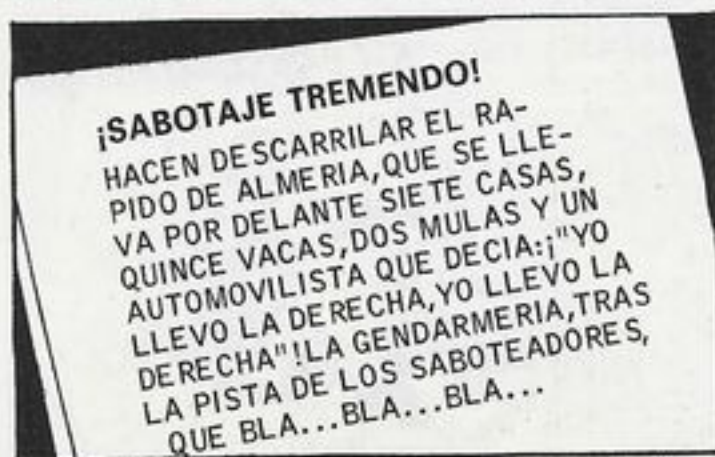 ¡SABOTAJE TREMENDO!
HACEN DESCARRILAR EL RA-
PIDO DE ALMERIA,QUE SE LLE-
VA POR DELANTE SIETE CASAS,
QUINCE VACAS,DOS MULAS Y UN
AUTOMOVILISTA QUE DECIA:¡"YO
LLEVO LA DERECHA,YO LLEVO LA
DERECHA"!LA GENDARMERIA,TRAS
LA PISTA DE LOS SABOTEADORES,
QUE BLA...BLA...BLA...